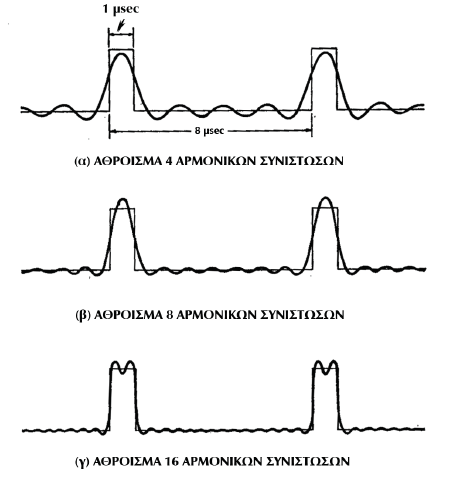 1 μsec
8 μsec
(α) ΑΘΡΟΙΣΜΑ 4 ΑΡΜΟΝΙΚΩΝ ΣΥΝΙΣΤΩΣΩΝ
(β) ΑΘΡΟΙΣΜΑ 8 ΑΡΜΟΝΙΚΩΝ ΣΥΝΙΣΤΩΣΩΝ
(γ) ΑΘΡΟΙΣΜΑ 16 ΑΡΜΟΝΙΚΩΝ ΣΥΝΙΣΤΩΣΩΝ